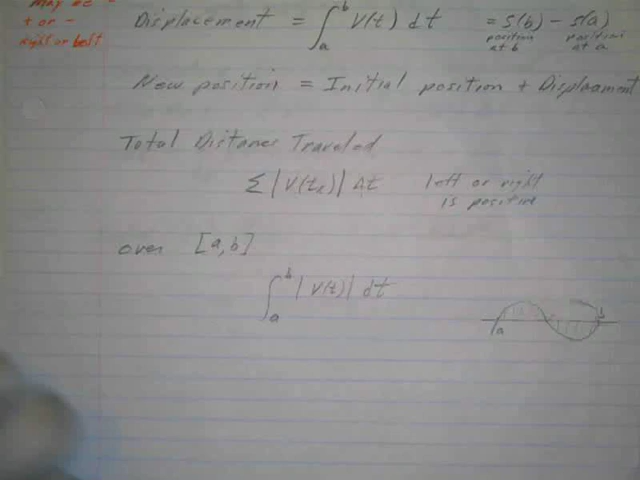 may be
+ or -
right or left
Displacement = ∫ₐᵇ V(t) dt = S(b) - S(a)
position at b position at a
New position = Initial position + Displacment
Total Distance Traveled
Σ |V(tₖ)| Δt left or right
is positive
over [a,b]
∫ₐᵇ |V(t)| dt
a b